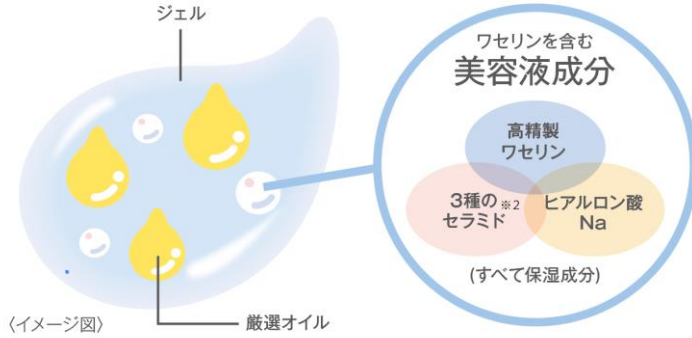 ジェル
ワセリンを含む
美容液成分
高精製
ワセリン
3種の※2
セラミド
ヒアルロン酸
Na
(すべて保湿成分)
〈イメージ図〉
厳選オイル